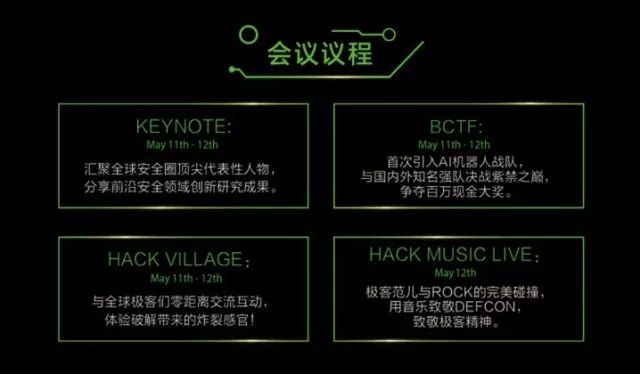 会议议程
KEYNOTE:
May 11th - 12th
汇聚全球安全圈顶尖代表性人物，
分享前沿安全领域创新研究成果。
BCTF:
May 11th - 12th
首次引入AI机器人战队，
与国内外知名强队决战紫禁之巅，
争夺百万现金大奖。
HACK VILLAGE:
May 11th - 12th
与全球极客们零距离交流互动，
体验破解带来的炸裂感官！
HACK MUSIC LIVE：
May 12th
极客范儿与ROCK的完美碰撞，
用音乐致敬DEFCON，
致敬极客精神。